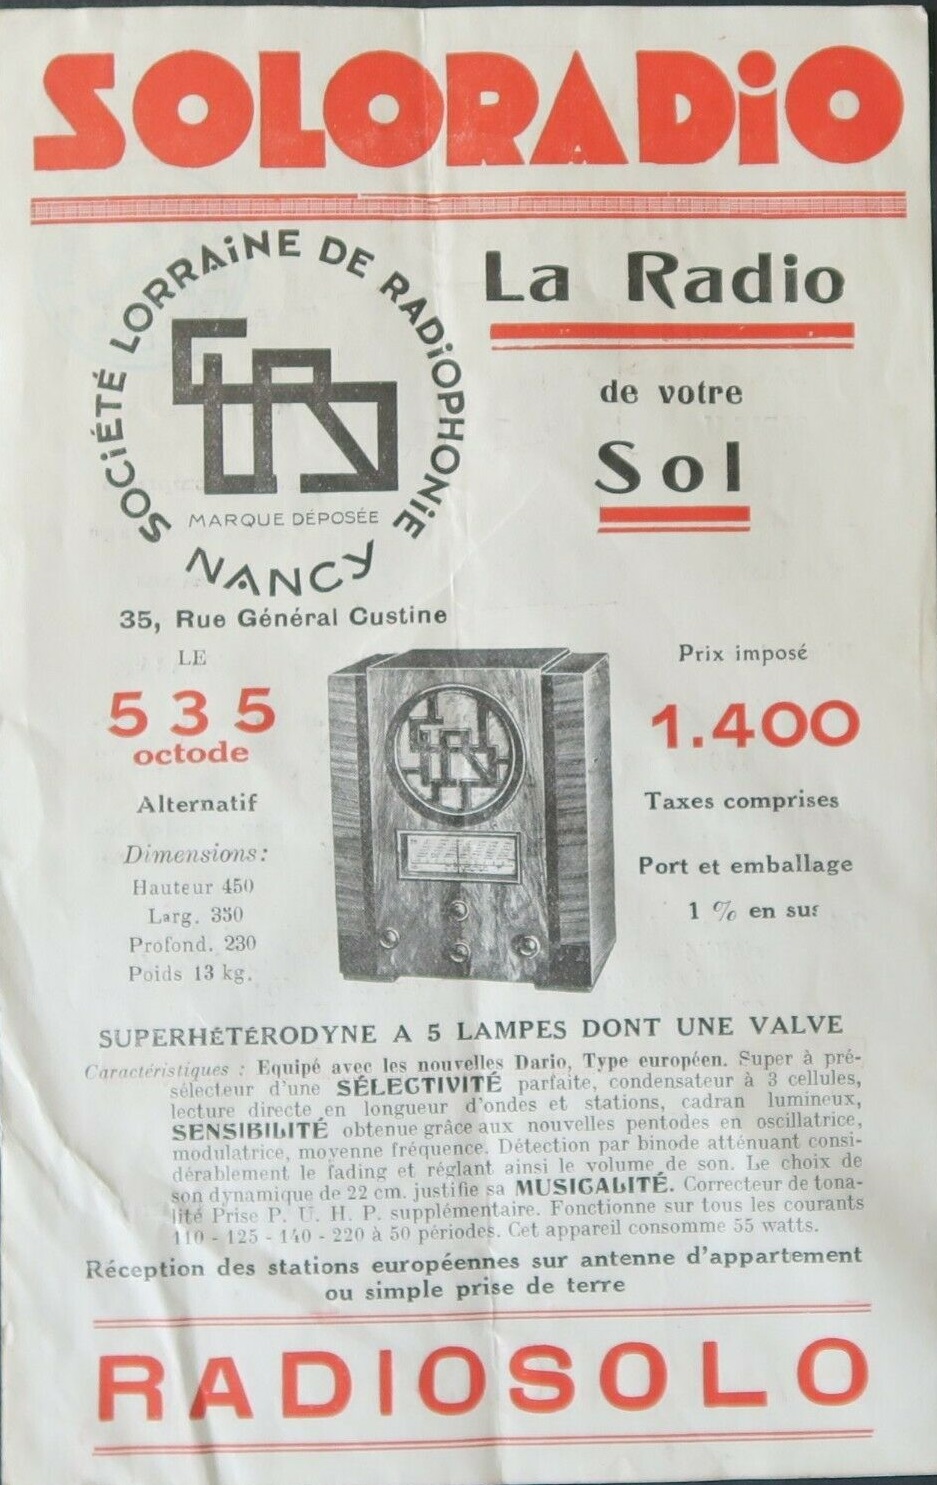 SOLORADiO
SOCiÉTÉ LORRAiNE DE RADiOPHONiE
MARQUE DÉPOSÉE
NANCY
35, Rue Général Custine
La Radio
de votre
Sol
LE
535
octode
Alternatif
Dimensions:
Hauteur 450
Larg. 350
Profond. 230
Poids 13 kg.
Prix imposé
1.400
Taxes comprises
Port et emballage
1 % en sus
SUPERHÉTÉRODYNE A 5 LAMPES DONT UNE VALVE
Caractéristiques : Equipé avec les nouvelles Dario, Type européen. Super à pré-
sélecteur d'une SÉLECTIVITÉ parfaite, condensateur à 3 cellules,
lecture directe en longueur d'ondes et stations, cadran lumineux,
SENSIBILITÉ obtenue grâce aux nouvelles pentodes en oscillatrice,
modulatrice, moyenne fréquence. Détection par binode atténuant consi-
dérablement le fading et réglant ainsi le volume de son. Le choix de
son dynamique de 22 cm. justifie sa MUSICALITÉ. Correcteur de tona-
lité Prise P. U. H. P. supplémentaire. Fonctionne sur tous les courants
110 - 125 - 140 - 220 à 50 périodes. Cet appareil consomme 55 watts.
Réception des stations européennes sur antenne d'appartement
ou simple prise de terre
RADIOSOLO